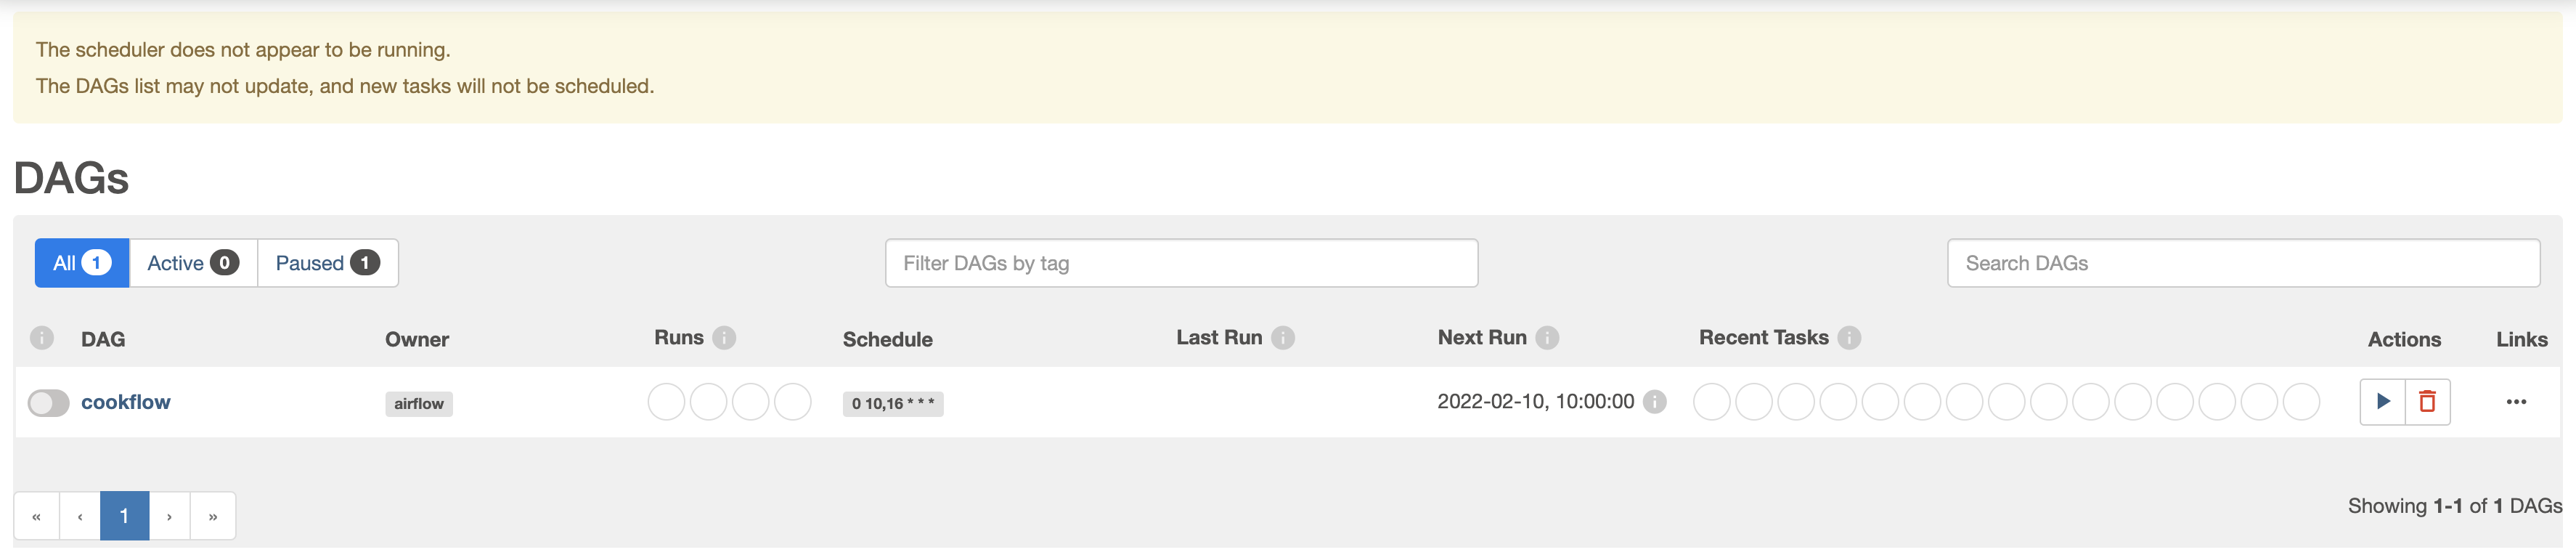 The scheduler does not appear to be running.
The DAGs list may not update, and new tasks will not be scheduled.
DAGs
All 1 Active 0 Paused 1 Filter DAGs by tag Search DAGs
i DAG Owner Runs i Schedule Last Run i Next Run i Recent Tasks i Actions Links
cookflow airflow 0 10,16 * * * 2022-02-10, 10:00:00 i ...
« ‹ 1 › » Showing 1-1 of 1 DAGs